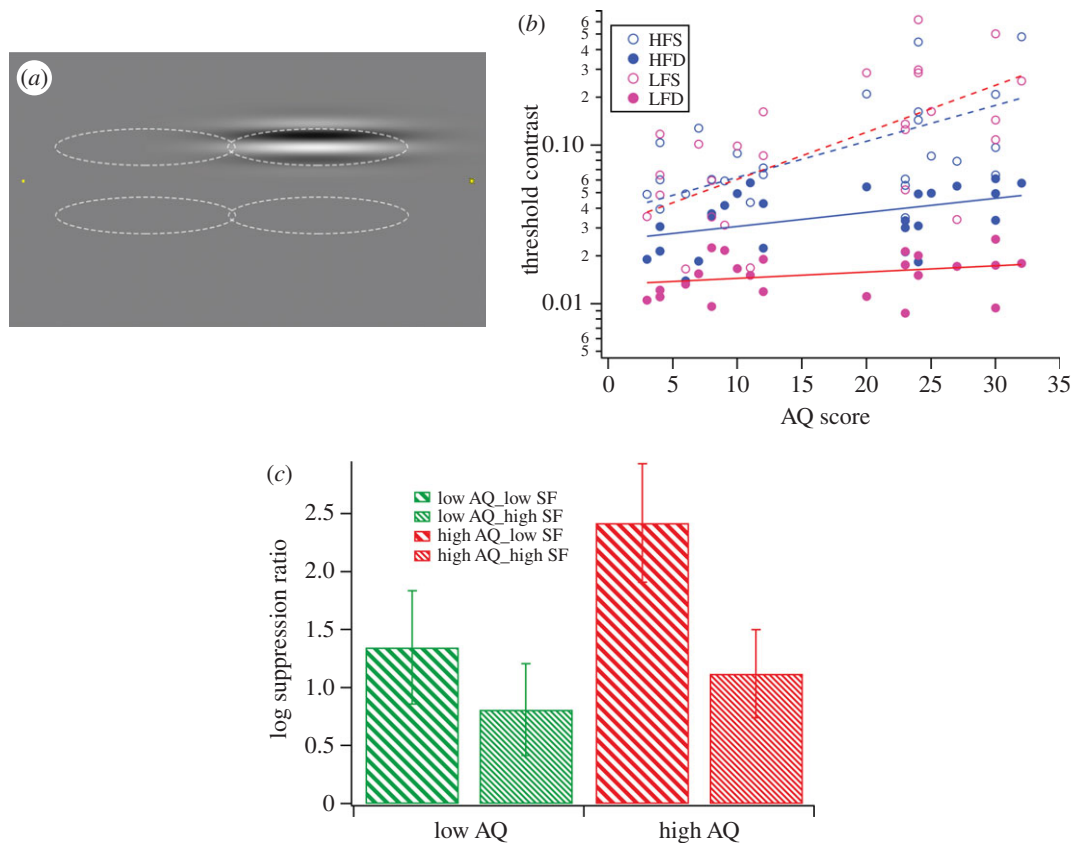 (a)
(b)
HFS
HFD
LFS
LFD
threshold contrast
6
5
4
3
2
0.10
6
5
4
3
2
0.01
6
5
0 5 10 15 20 25 30 35
AQ score
(c)
low AQ_low SF
low AQ_high SF
high AQ_low SF
high AQ_high SF
log suppression ratio
2.5
2.0
1.5
1.0
0.5
0
low AQ high AQ